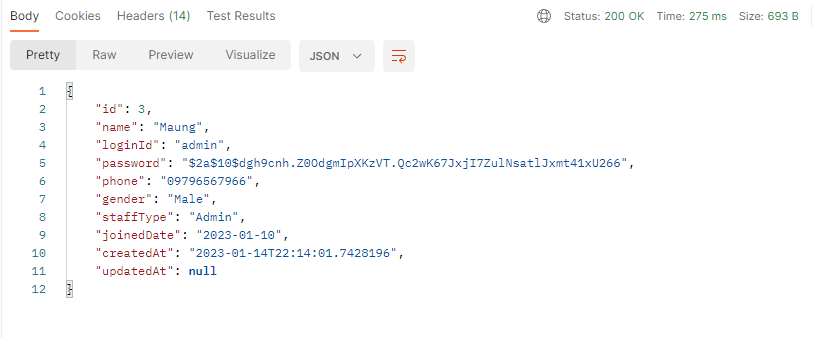 Body Cookies Headers (14) Test Results Status: 200 OK Time: 275 ms Size: 693 B
Pretty Raw Preview Visualize JSON
1 {
2 "id": 3,
3 "name": "Maung",
4 "loginId": "admin",
5 "password": "$2a$10$dgh9cnh.Z0OdgmIpXKzVT.Qc2wK67JxjI7ZulNsatlJxmt41xU266",
6 "phone": "09796567966",
7 "gender": "Male",
8 "staffType": "Admin",
9 "joinedDate": "2023-01-10",
10 "createdAt": "2023-01-14T22:14:01.7428196",
11 "updatedAt": null
12 }